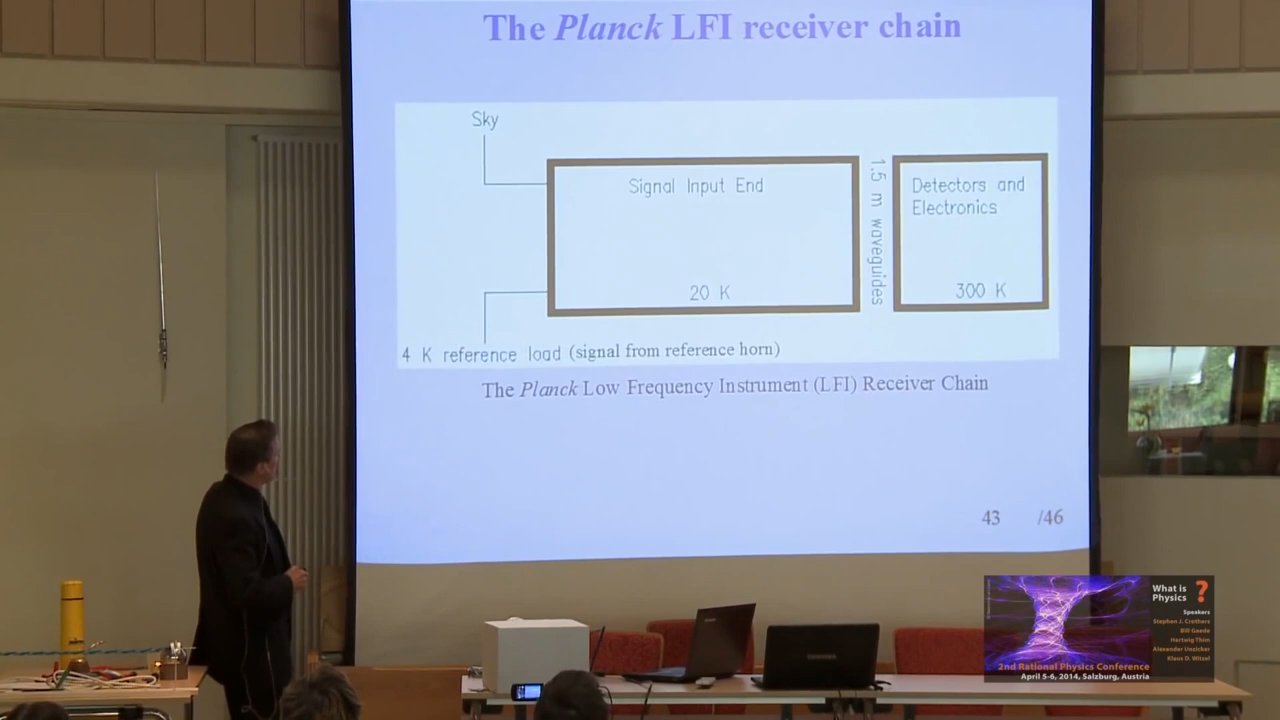 The Planck LFI receiver chain
Sky
Signal Input End
20 K
1.5 m waveguides
Detectors and
Electronics
300 K
4 K reference load (signal from reference horn)
The Planck Low Frequency Instrument (LFI) Receiver Chain
43 /46
What is
Physics ?
Speakers
Stephen J. Crothers
Bill Gaede
Hartwig Thim
Alexander Unzicker
Klaus D. Witzel
2nd Rational Physics Conference
April 5-6, 2014, Salzburg, Austria